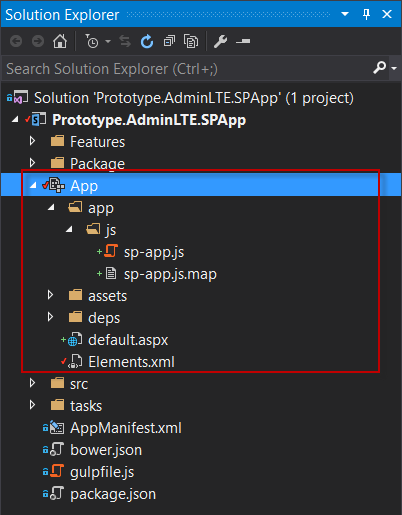 Solution Explorer
Search Solution Explorer (Ctrl+;)
Solution 'Prototype.AdminLTE.SPApp' (1 project)
Prototype.AdminLTE.SPApp
Features
Package
App
app
js
sp-app.js
sp-app.js.map
assets
deps
default.aspx
Elements.xml
src
tasks
AppManifest.xml
bower.json
gulpfile.js
package.json